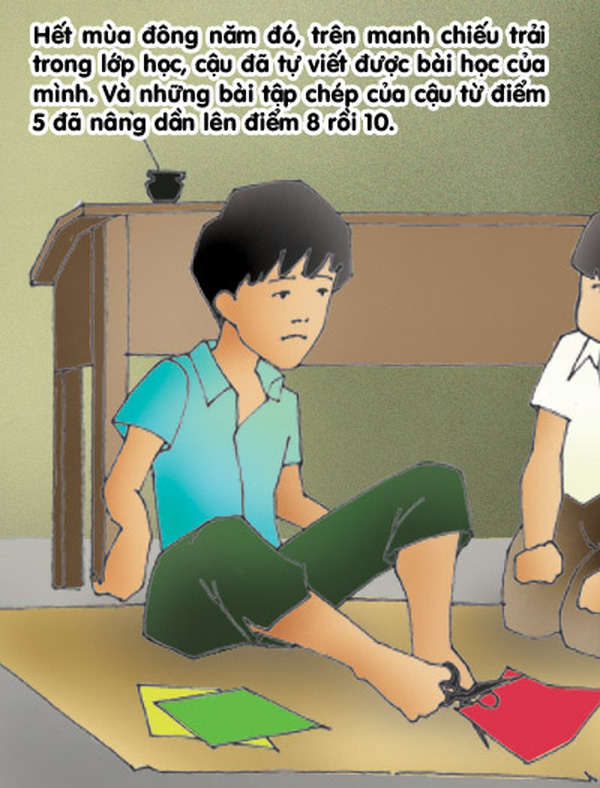 Hết mùa đông năm đó, trên manh chiếu trải
trong lớp học, cậu đã tự viết được bài học của
mình. Và những bài tập chép của cậu từ điểm
5 đã nâng dần lên điểm 8 rồi 10.